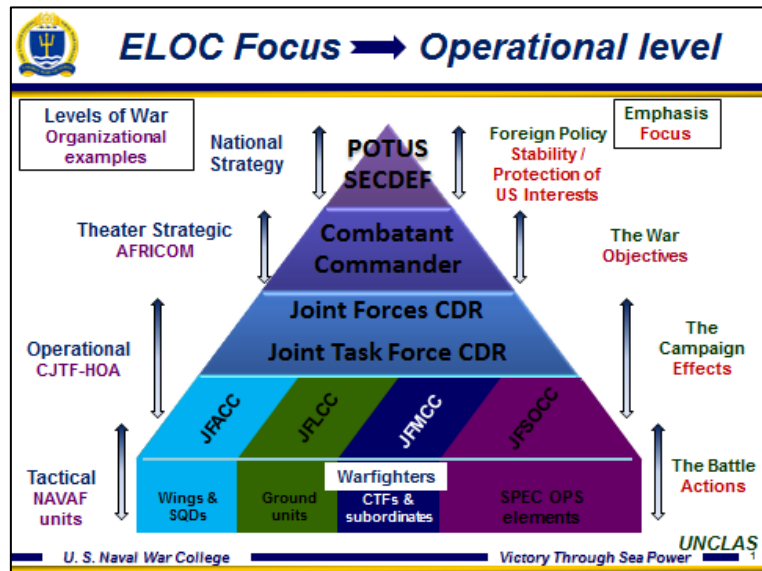 ELOC Focus → Operational level
Levels of War
Organizational
examples
Emphasis
Focus
National
Strategy
POTUS
SECDEF
Foreign Policy
Stability /
Protection of
US Interests
Theater Strategic
AFRICOM
Combatant
Commander
The War
Objectives
Joint Forces CDR
Joint Task Force CDR
Operational
CJTF-HOA
The
Campaign
Effects
JFACC
JFLCC
JFMCC
JFSOCC
Tactical
NAVAF
units
Warfighters
Wings &
SQDs
Ground
units
CTFs &
subordinates
SPEC OPS
elements
The Battle
Actions
UNCLAS
U. S. Naval War College
Victory Through Sea Power
1